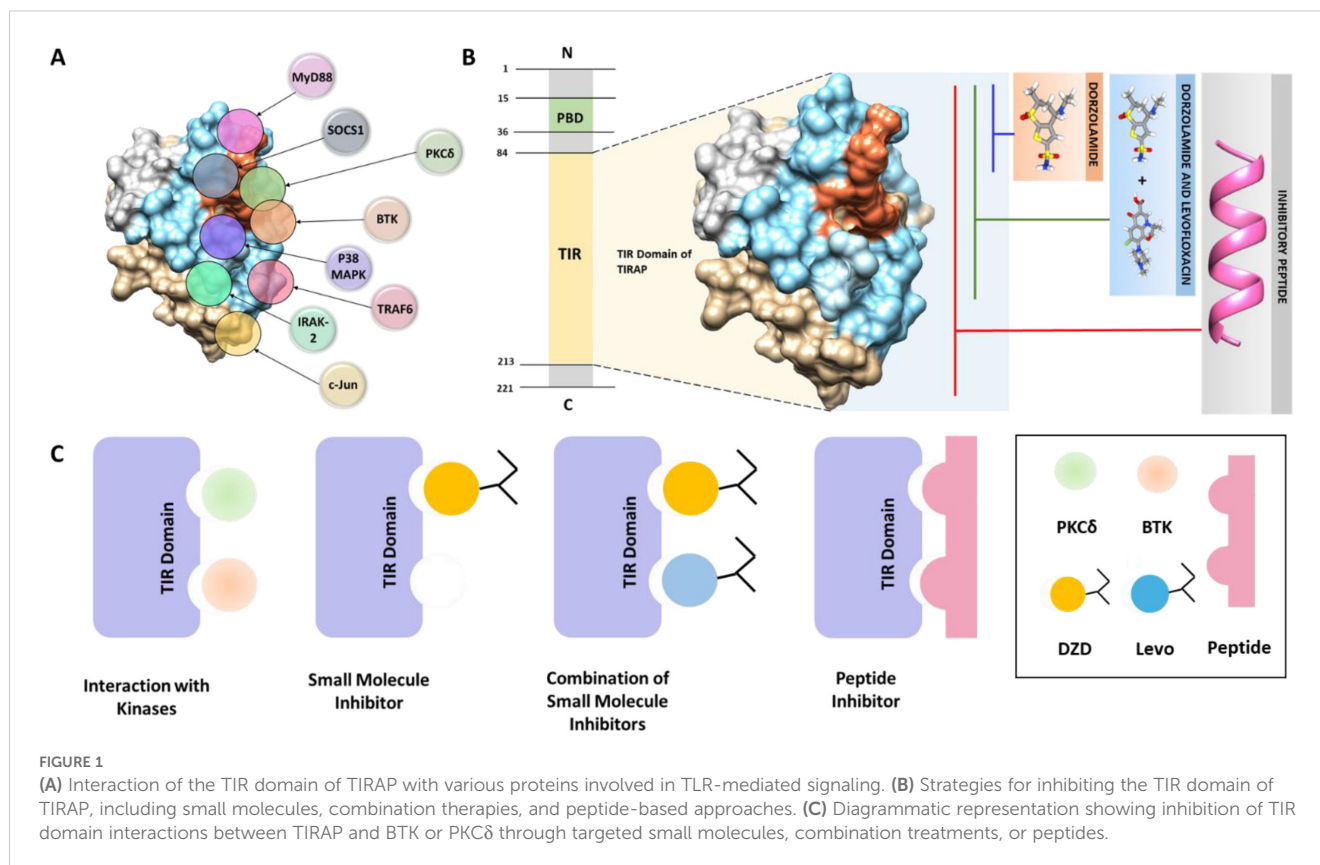 A
MyD88
SOCS1
PKCδ
BTK
P38
MAPK
TRAF6
IRAK-
2
c-Jun
B
N
1
15
PBD
36
84
TIR
TIR Domain of
TIRAP
213
221
C
DORZOLAMIDE
+
DORZOLAMIDE AND LEVOFLOXACIN
INHIBITORY PEPTIDE
C
TIR Domain
Interaction with
Kinases
TIR Domain
Small Molecule
Inhibitor
TIR Domain
Combination of
Small Molecule
Inhibitors
TIR Domain
Peptide
Inhibitor
PKCδ
BTK
DZD
Levo
Peptide
FIGURE 1
(A) Interaction of the TIR domain of TIRAP with various proteins involved in TLR-mediated signaling. (B) Strategies for inhibiting the TIR domain of
TIRAP, including small molecules, combination therapies, and peptide-based approaches. (C) Diagrammatic representation showing inhibition of TIR
domain interactions between TIRAP and BTK or PKCδ through targeted small molecules, combination treatments, or peptides.